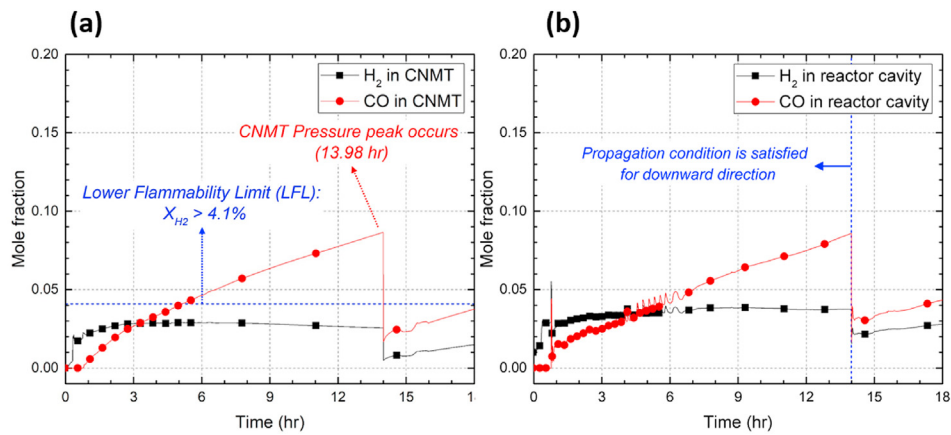 (a)
0.20
0.15
0.10
0.05
0.00
Mole fraction
H2 in CNMT
CO in CNMT
CNMT Pressure peak occurs
(13.98 hr)
Lower Flammability Limit (LFL):
XH2 > 4.1%
0 3 6 9 12 15 18
Time (hr)
(b)
0.20
0.15
0.10
0.05
0.00
Mole fraction
H2 in reactor cavity
CO in reactor cavity
Propagation condition is satisfied
for downward direction
0 3 6 9 12 15 18
Time (hr)